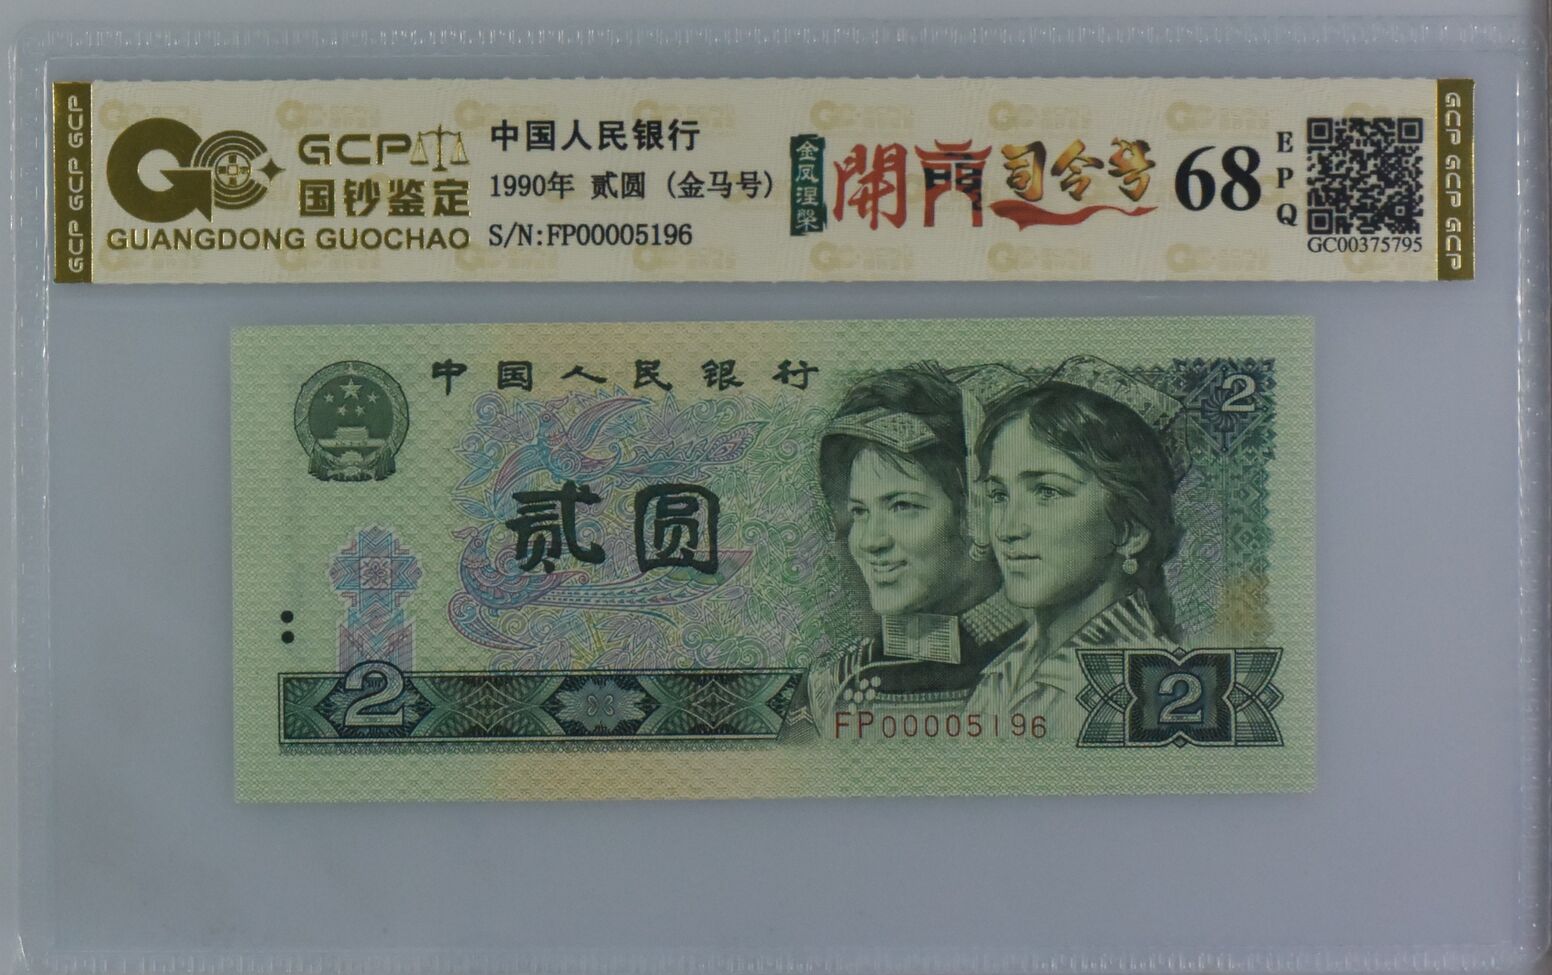 GCP
国钞鉴定
GUANGDONG GUOCHAO
中国人民银行
1990年 贰圆 (金马号)
S/N:FP00005196
金凤涅槃
開門 司令号
68
EPQ
GC00375795
GCP GCP GCP
GCP GCP GCP
中国人民银行
2
贰圆
2
FP00005196
2